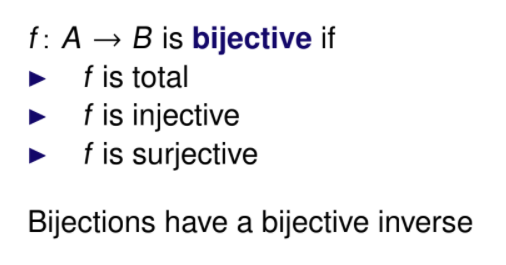 f: A → B is bijective if
▶ f is total
▶ f is injective
▶ f is surjective
Bijections have a bijective inverse